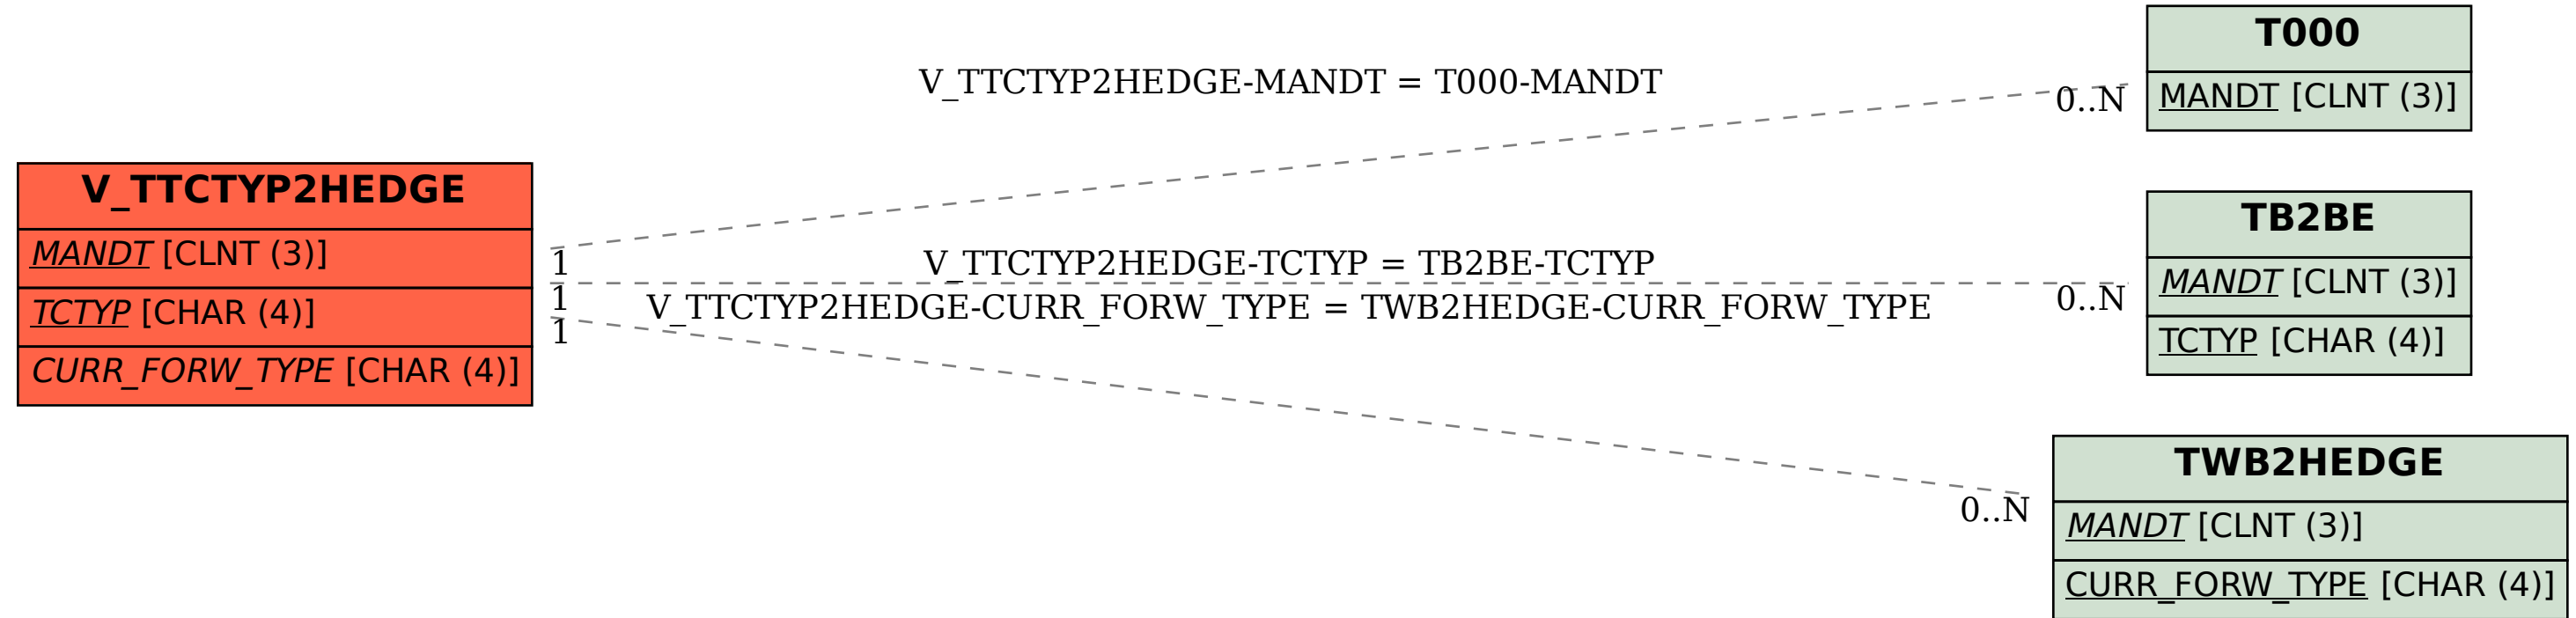 V_TTCTYP2HEDGE
MANDT [CLNT (3)]
TCTYP [CHAR (4)]
CURR_FORW_TYPE [CHAR (4)]
V_TTCTYP2HEDGE-MANDT = T000-MANDT
1
0..N
V_TTCTYP2HEDGE-TCTYP = TB2BE-TCTYP
1
0..N
V_TTCTYP2HEDGE-CURR_FORW_TYPE = TWB2HEDGE-CURR_FORW_TYPE
1
0..N
T000
MANDT [CLNT (3)]
TB2BE
MANDT [CLNT (3)]
TCTYP [CHAR (4)]
TWB2HEDGE
MANDT [CLNT (3)]
CURR_FORW_TYPE [CHAR (4)]